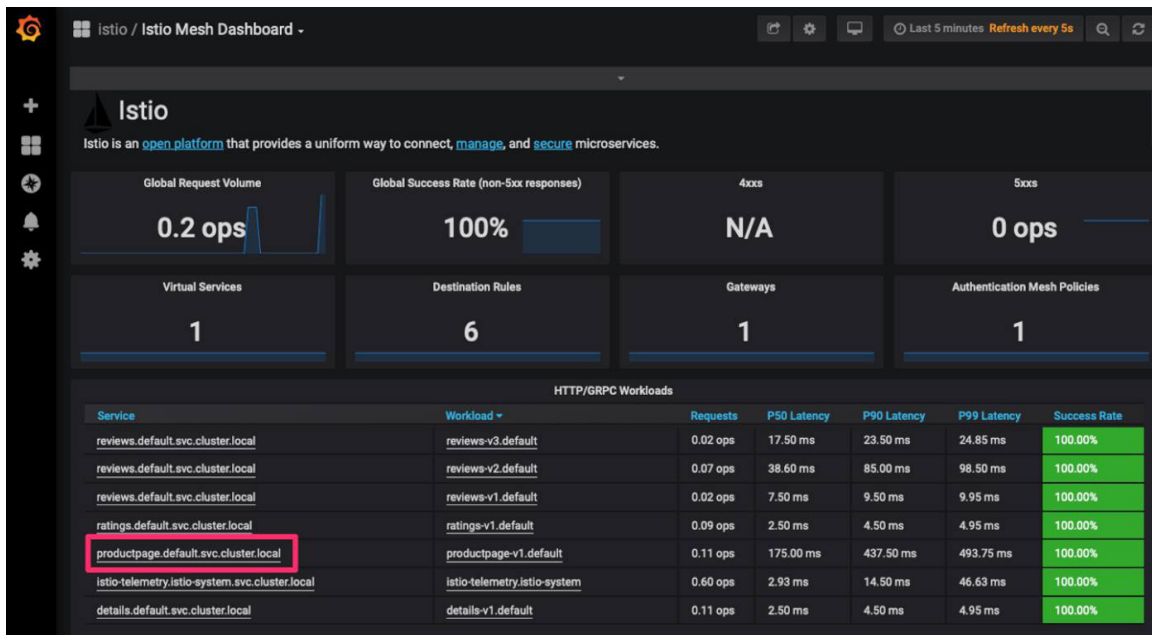 istio / Istio Mesh Dashboard
Last 5 minutes Refresh every 5s
Istio
Istio is an open platform that provides a uniform way to connect, manage, and secure microservices.
Global Request Volume Global Success Rate (non-5xx responses) 4xxs 5xxs
0.2 ops 100% N/A 0 ops
Virtual Services Destination Rules Gateways Authentication Mesh Policies
1 6 1 1
HTTP/GRPC Workloads
Service Workload Requests P50 Latency P90 Latency P99 Latency Success Rate
reviews.default.svc.cluster.local reviews-v3.default 0.02 ops 17.50 ms 23.50 ms 24.85 ms 100.00%
reviews.default.svc.cluster.local reviews-v2.default 0.07 ops 38.60 ms 85.00 ms 98.50 ms 100.00%
reviews.default.svc.cluster.local reviews-v1.default 0.02 ops 7.50 ms 9.50 ms 9.95 ms 100.00%
ratings.default.svc.cluster.local ratings-v1.default 0.09 ops 2.50 ms 4.50 ms 4.95 ms 100.00%
productpage.default.svc.cluster.local productpage-v1.default 0.11 ops 175.00 ms 437.50 ms 493.75 ms 100.00%
istio-telemetry.istio-system.svc.cluster.local istio-telemetry.istio-system 0.60 ops 2.93 ms 14.50 ms 46.63 ms 100.00%
details.default.svc.cluster.local details-v1.default 0.11 ops 2.50 ms 4.50 ms 4.95 ms 100.00%